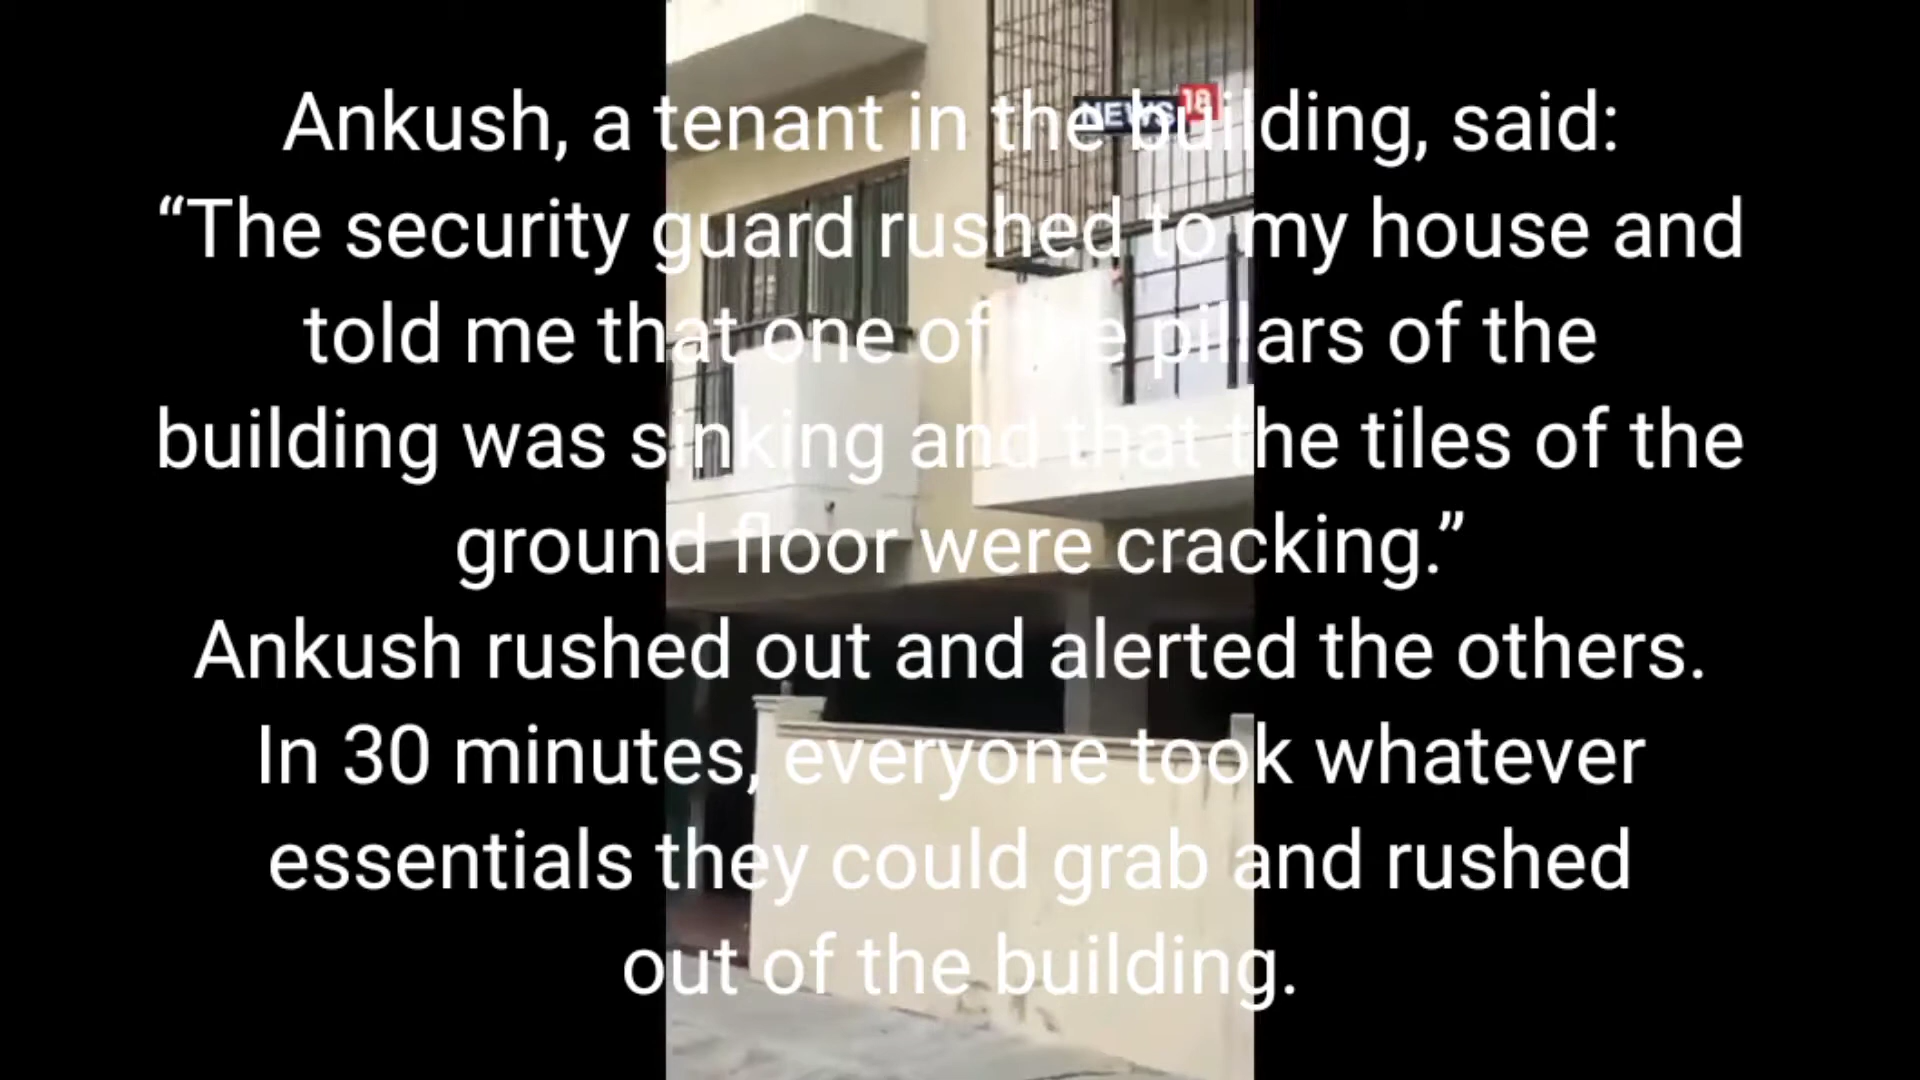 Ankush, a tenant in the building, said:
“The security guard rushed to my house and
told me that one of the pillars of the
building was sinking and that the tiles of the
ground floor were cracking.”
Ankush rushed out and alerted the others.
In 30 minutes, everyone took whatever
essentials they could grab and rushed
out of the building.
NEWS 18